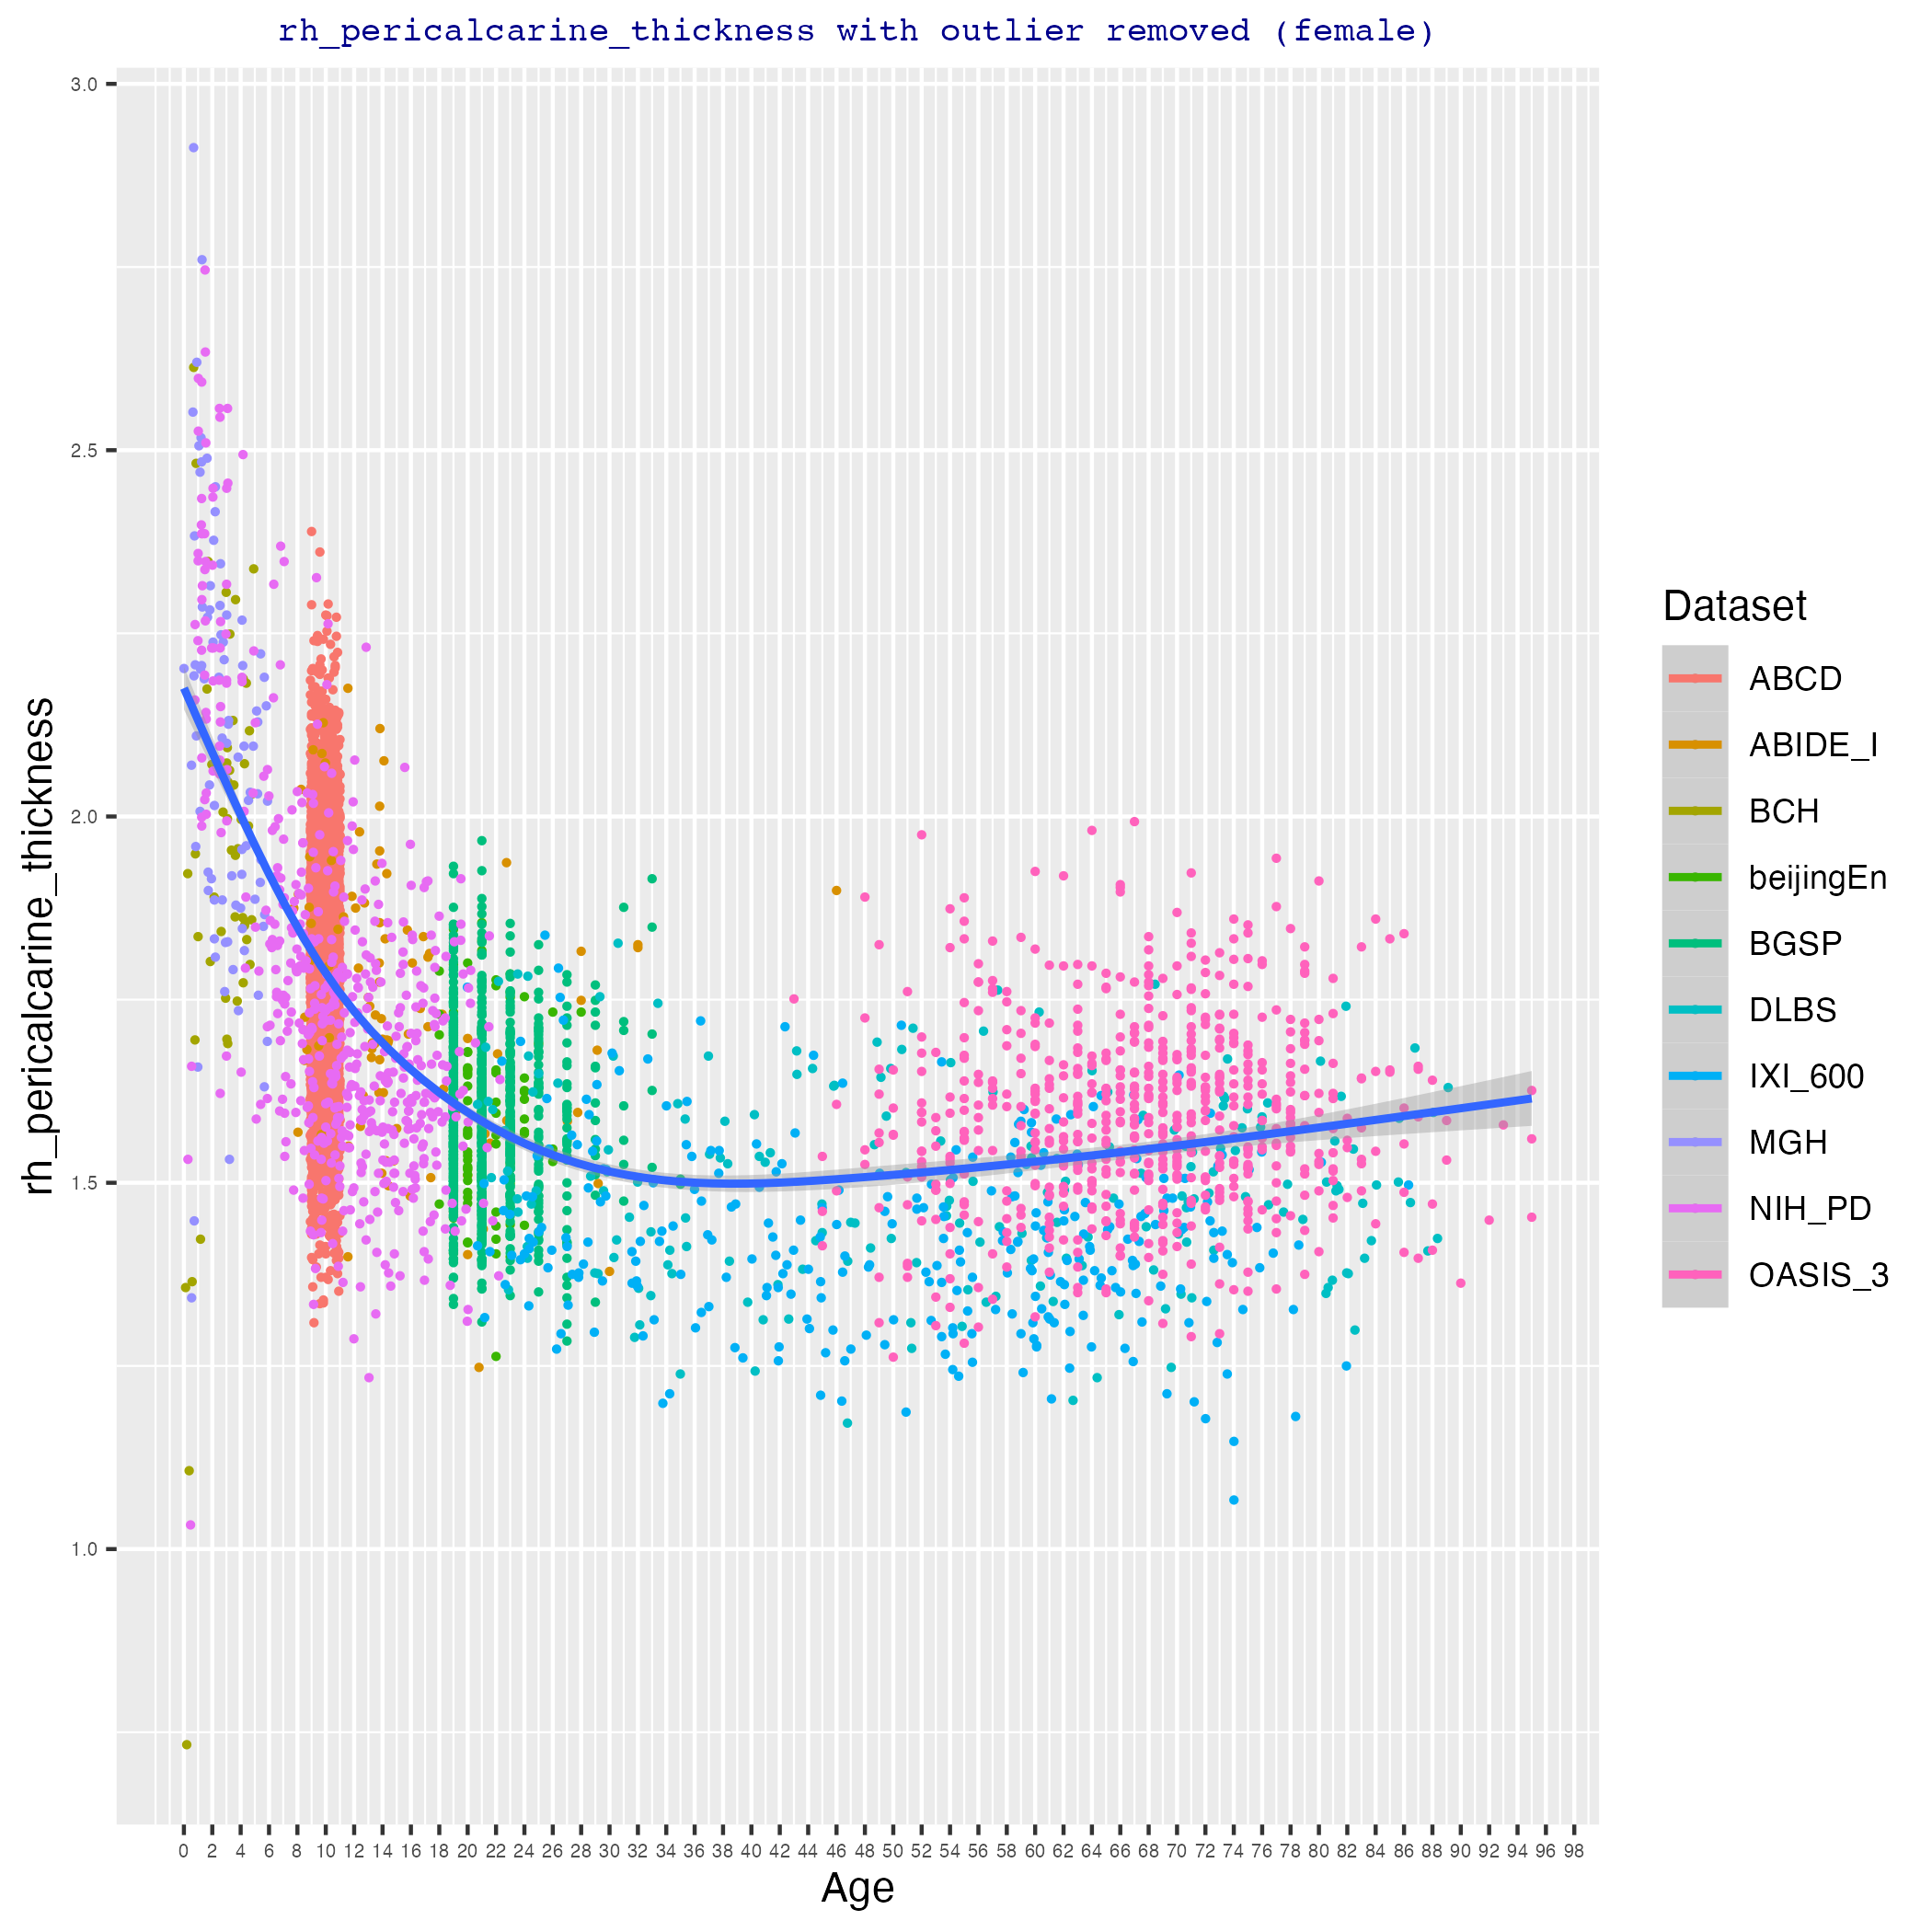 rh_pericalcarine_thickness with outlier removed (female)
3.0
2.5
2.0
1.5
1.0
rh_pericalcarine_thickness
0 2 4 6 8 10 12 14 16 18 20 22 24 26 28 30 32 34 36 38 40 42 44 46 48 50 52 54 56 58 60 62 64 66 68 70 72 74 76 78 80 82 84 86 88 90 92 94 96 98
Age
Dataset
ABCD
ABIDE_I
BCH
beijingEn
BGSP
DLBS
IXI_600
MGH
NIH_PD
OASIS_3